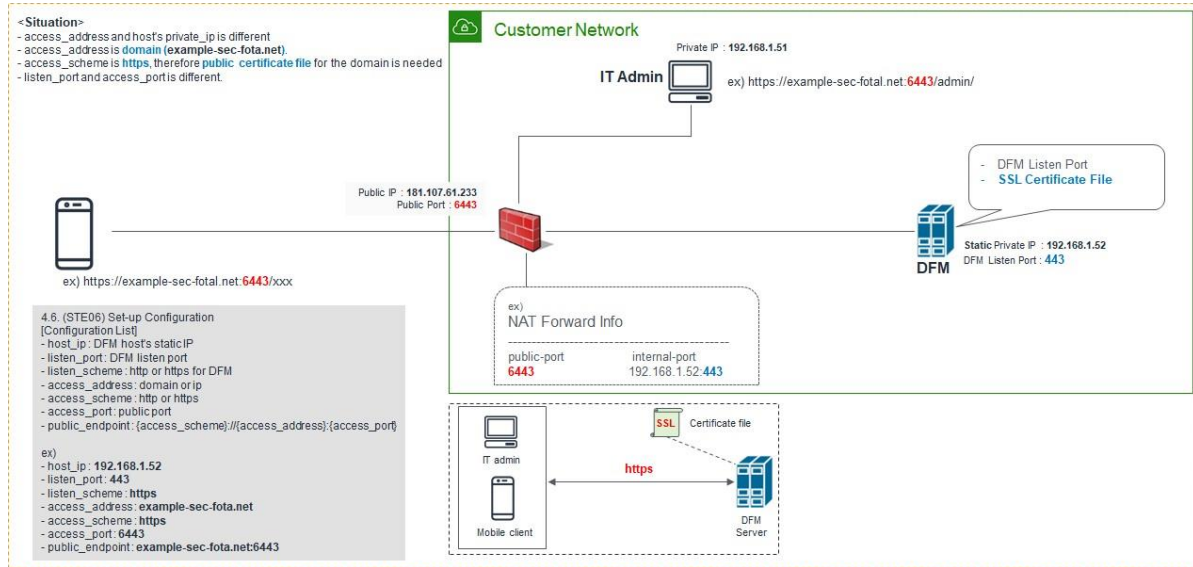 <Situation>
- access_address and host's private_ip is different
- access_address is domain (example-sec-fota.net).
- access_scheme is https, therefore public certificate file for the domain is needed
- listen_port and access_port is different.
Customer Network
Private IP : 192.168.1.51
IT Admin
ex) https://example-sec-fotal.net:6443/admin/
- DFM Listen Port
- SSL Certificate File
Public IP : 181.107.61.233
Public Port : 6443
Static Private IP : 192.168.1.52
DFM Listen Port : 443
DFM
ex) https://example-sec-fotal.net:6443/xxx
ex)
NAT Forward Info
public-port internal-port
6443 192.168.1.52:443
4.6. (STE06) Set-up Configuration
[Configuration List]
- host_ip : DFM host's static IP
- listen_port : DFM listen port
- listen_scheme : http or https for DFM
- access_address : domain or ip
- access_scheme : http or https
- access_port : public port
- public_endpoint : {access_scheme}://{access_address}:{access_port}
ex)
- host_ip : 192.168.1.52
- listen_port : 443
- listen_scheme : https
- access_address : example-sec-fota.net
- access_scheme : https
- access_port : 6443
- public_endpoint : example-sec-fota.net:6443
SSL Certificate file
IT admin
https
Mobile client
DFM
Server